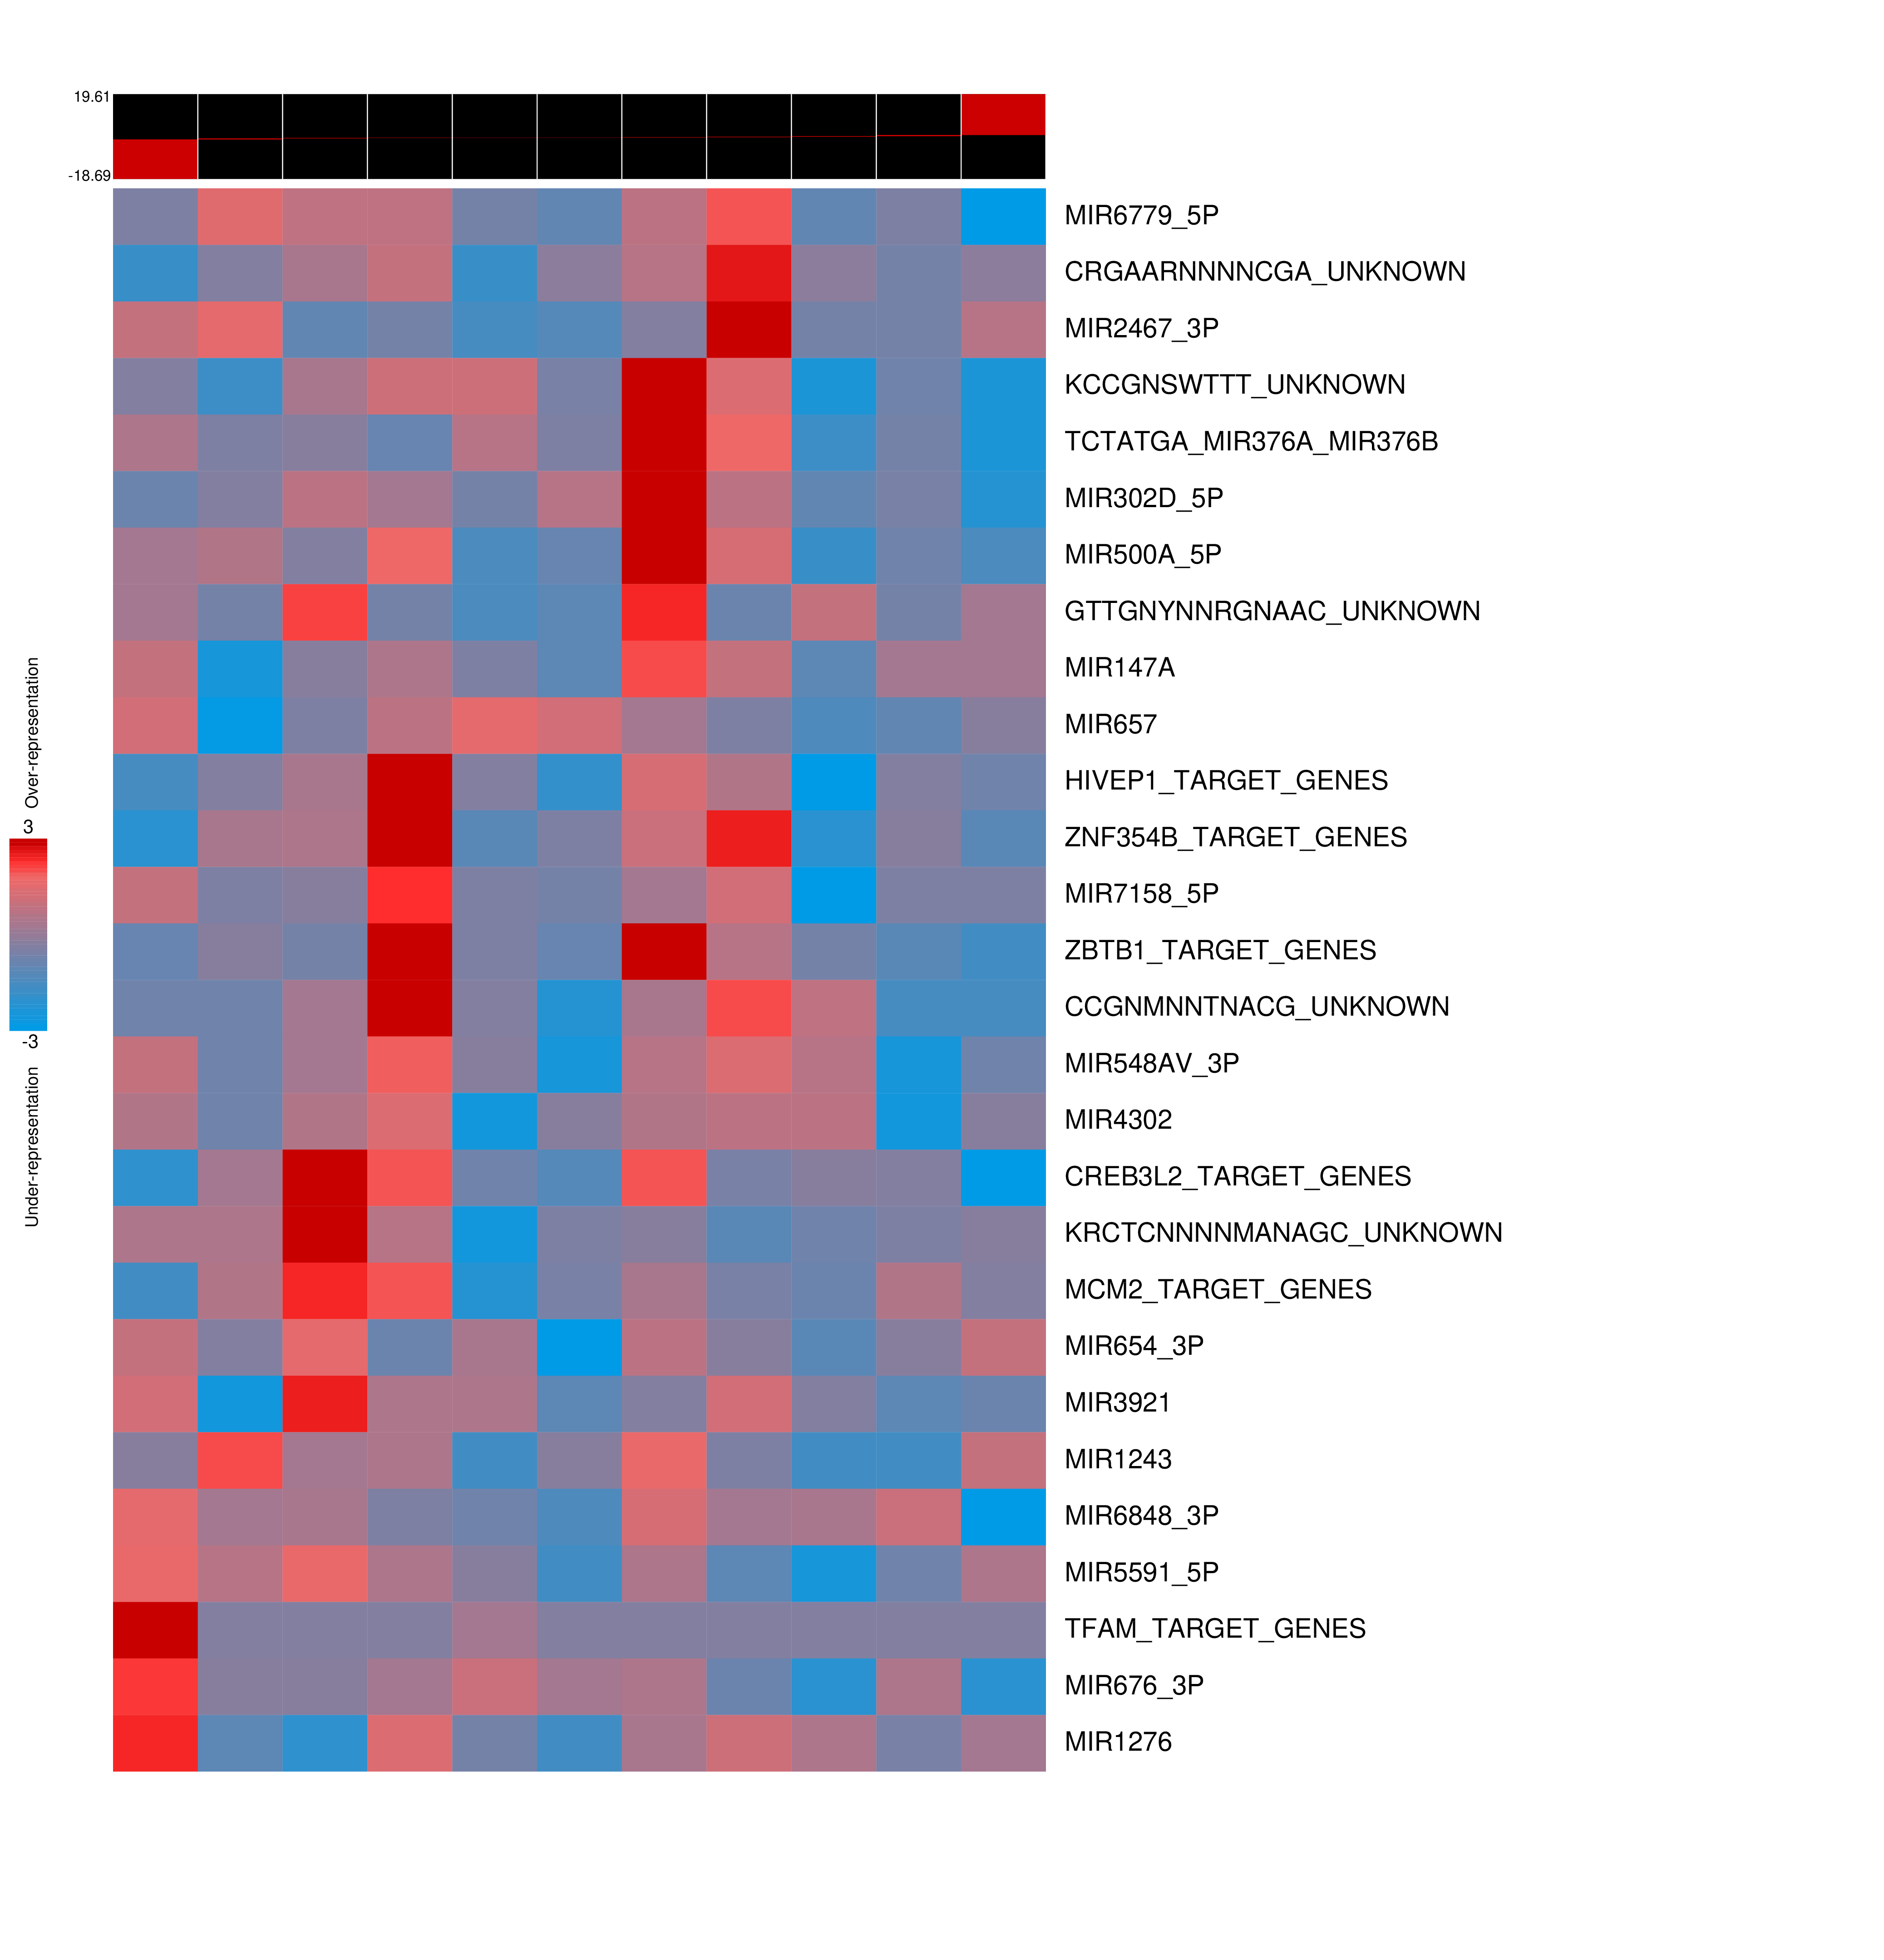 19.61
-18.69
MIR6779_5P
CRGAARNNNNCGA_UNKNOWN
MIR2467_3P
KCCGNSWTTT_UNKNOWN
TCTATGA_MIR376A_MIR376B
MIR302D_5P
MIR500A_5P
GTTGNYNNRGNAAC_UNKNOWN
MIR147A
MIR657
HIVEP1_TARGET_GENES
ZNF354B_TARGET_GENES
MIR7158_5P
ZBTB1_TARGET_GENES
CCGNMNNTNACG_UNKNOWN
MIR548AV_3P
MIR4302
CREB3L2_TARGET_GENES
KRCTCNNNNMANAGC_UNKNOWN
MCM2_TARGET_GENES
MIR654_3P
MIR3921
MIR1243
MIR6848_3P
MIR5591_5P
TFAM_TARGET_GENES
MIR676_3P
MIR1276
Over-representation
3
-3
Under-representation